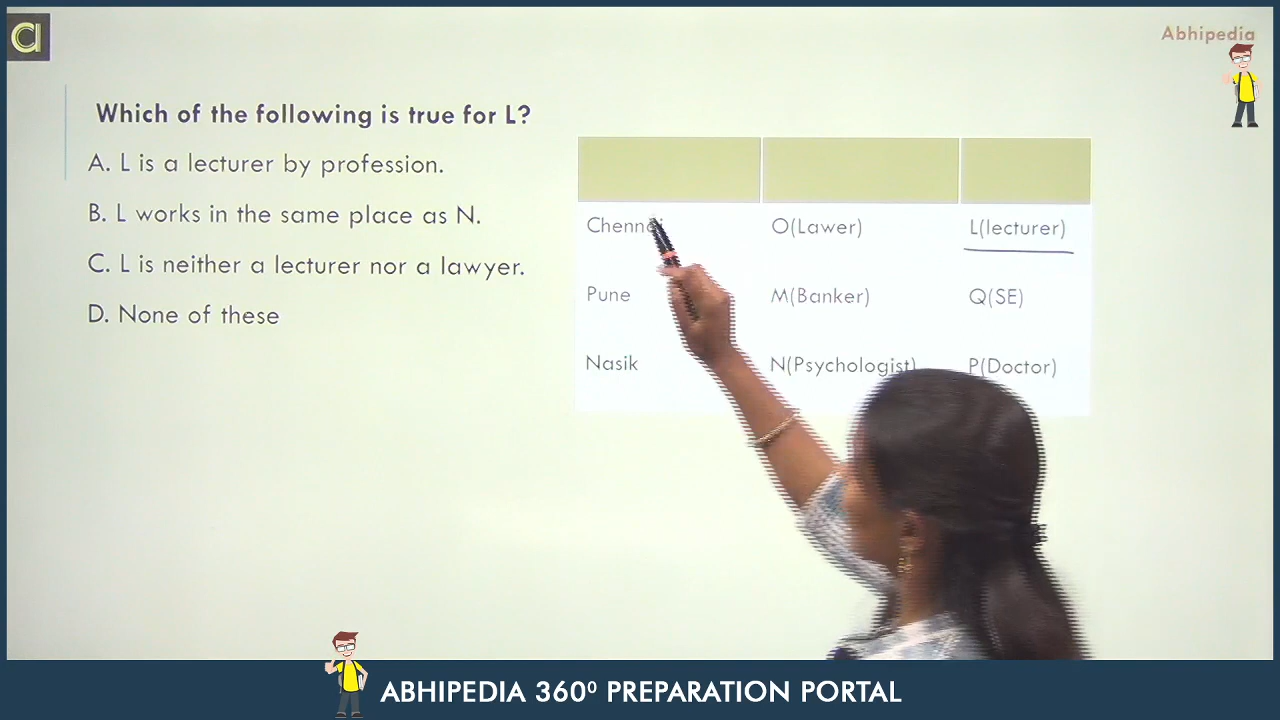 Abhipedia
Which of the following is true for L?
A. L is a lecturer by profession.
B. L works in the same place as N.
C. L is neither a lecturer nor a lawyer.
D. None of these
Chennai O(Lawer) L(lecturer)
Pune M(Banker) Q(SE)
Nasik N(Psychologist) P(Doctor)
ABHIPEDIA 360⁰ PREPARATION PORTAL